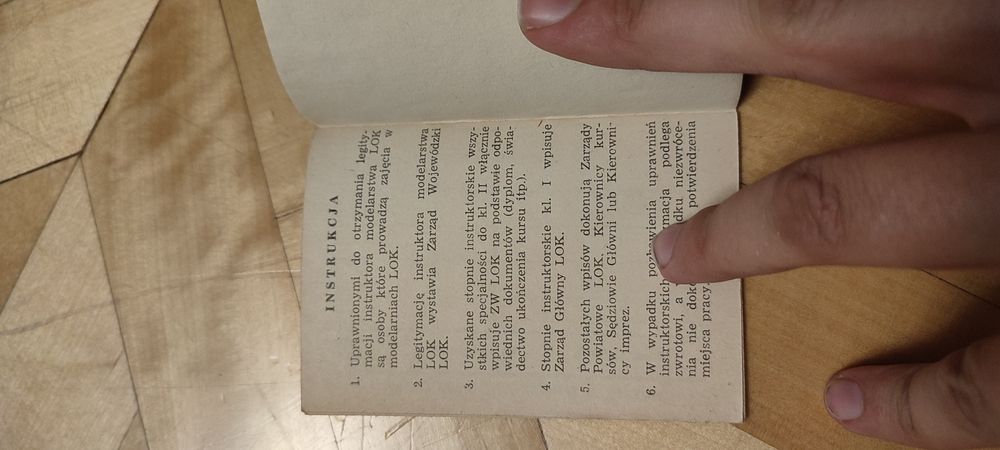 INSTRUKCJA
1. Uprawnionymi do otrzymania legity-
macji instruktora modelarstwa LOK
są osoby które prowadzą zajęcia w
modelarniach LOK.
2. Legitymację instruktora modelarstwa
LOK wystawia Zarząd Wojewódzki
LOK.
3. Uzyskane stopnie instruktorskie wszy-
stkich specjalności do kl. II włącznie
wpisuje ZW LOK na podstawie odpo-
wiednich dokumentów (dyplom, świa-
dectwo ukończenia kursu itp.).
4. Stopnie instruktorskie kl. I wpisuje
Zarząd Główny LOK.
5. Pozostałych wpisów dokonują Zarządy
Powiatowe LOK, Kierownicy kur-
sów, Sędziowie Główni lub Kierowni-
cy imprez.
6. W wypadku pozbawienia uprawnień
instruktorskich podlega
zwrotowi, a niezwróce-
nia nie potwierdzenia
miejsca pracy